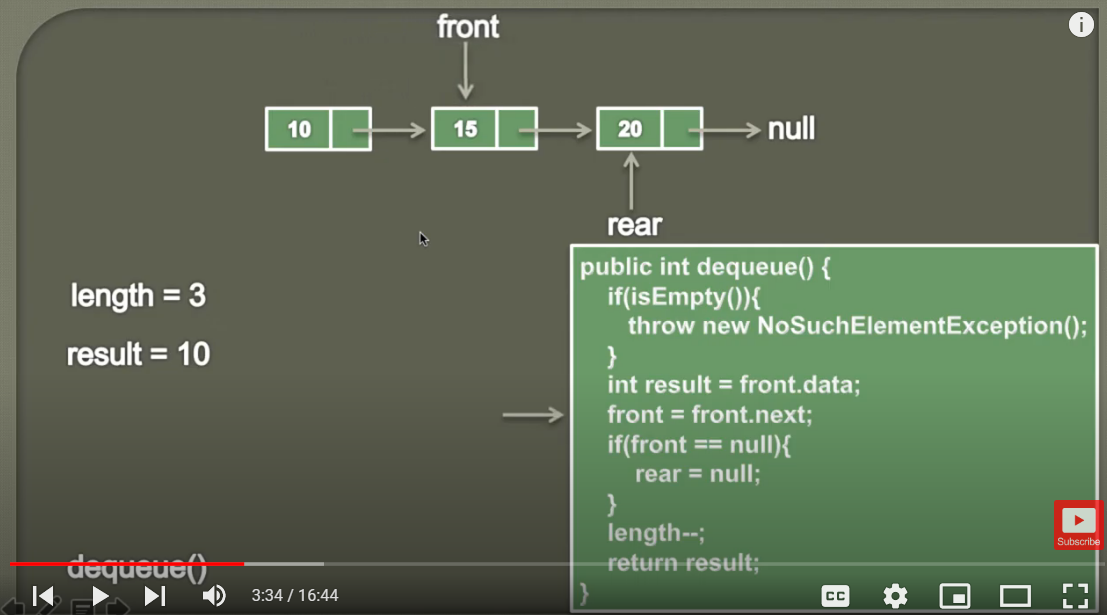 front
10
15
20
null
rear
length = 3
result = 10
public int dequeue() {
if(isEmpty()){
throw new NoSuchElementException();
}
int result = front.data;
front = front.next;
if(front == null){
rear = null;
}
length--;
return result;
}
dequeue()
Subscribe
3:34 / 16:44
CC
i